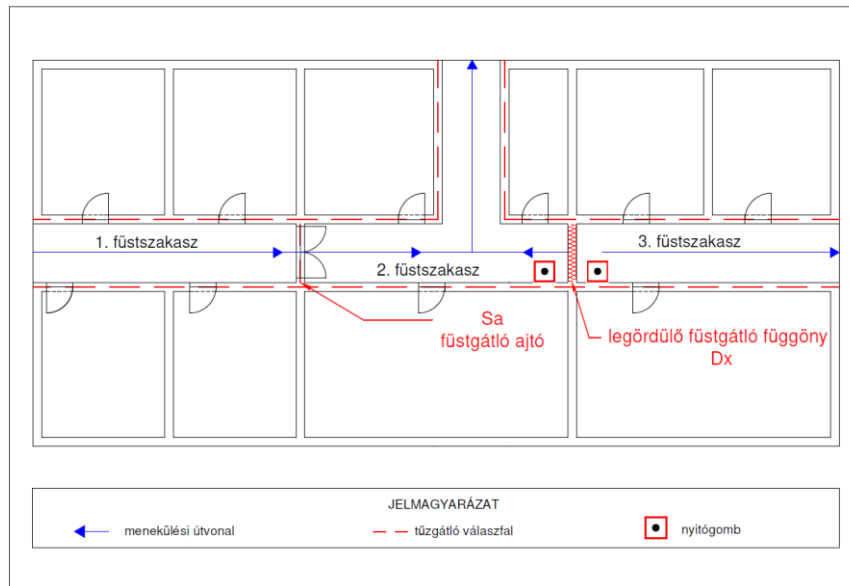 1. füstszakasz
2. füstszakasz
3. füstszakasz
Sa
füstgátló ajtó
legördülő füstgátló függöny
Dx
JELMAGYARÁZAT
menekülési útvonal
tűzgátló válaszfal
nyitógomb